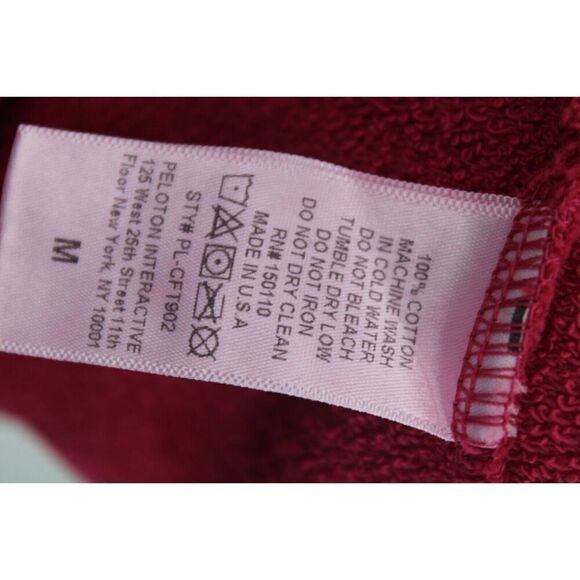 100% COTTON
MACHINE WASH
IN COLD WATER
DO NOT BLEACH
TUMBLE DRY LOW
DO NOT IRON
DO NOT DRY CLEAN
RN# 150110
MADE IN U.S.A
STY# PL-CFT902
PELOTON INTERACTIVE
125 West 25th Street 11th
Floor New York, NY 10001
M